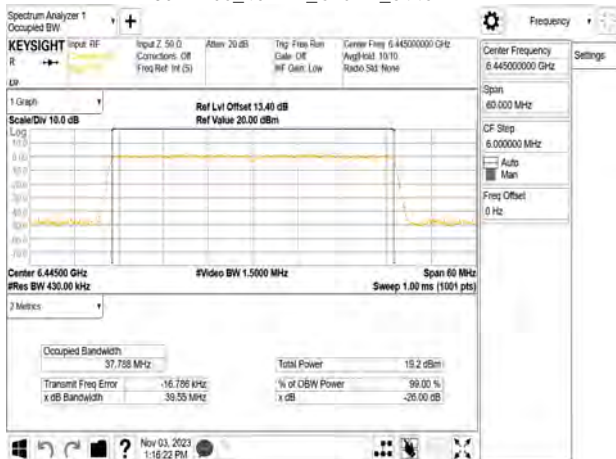 Spectrum Analyzer 1
Occupied BW
Frequency
KEYSIGHT Input: RF
R
Input Z: 50 Ω
Corrections: Off
Freq Ref: Int (S)
Atten: 20 dB
Trig: Free Run
Gate: Off
#IF Gain: Low
Center Freq: 6.445000000 GHz
Avg|Hold: 10/10
Radio Std: None
Center Frequency
6.445000000 GHz
Settings
Span
60.000 MHz
CF Step
6.000000 MHz
Auto
Man
Freq Offset
0 Hz
1 Graph
Scale/Div 10.0 dB
Ref Lvl Offset 13.40 dB
Ref Value 20.00 dBm
Log
10.0
0.00
Center 6.44500 GHz
#Res BW 430.00 kHz
#Video BW 1.5000 MHz
Span 60 MHz
Sweep 1.00 ms (1001 pts)
2 Metrics
Occupied Bandwidth
37.788 MHz
Total Power 19.2 dBm
Transmit Freq Error -16.786 kHz
% of OBW Power 99.00 %
x dB Bandwidth 39.55 MHz
x dB -26.00 dB
Nov 03, 2023
1:16:22 PM